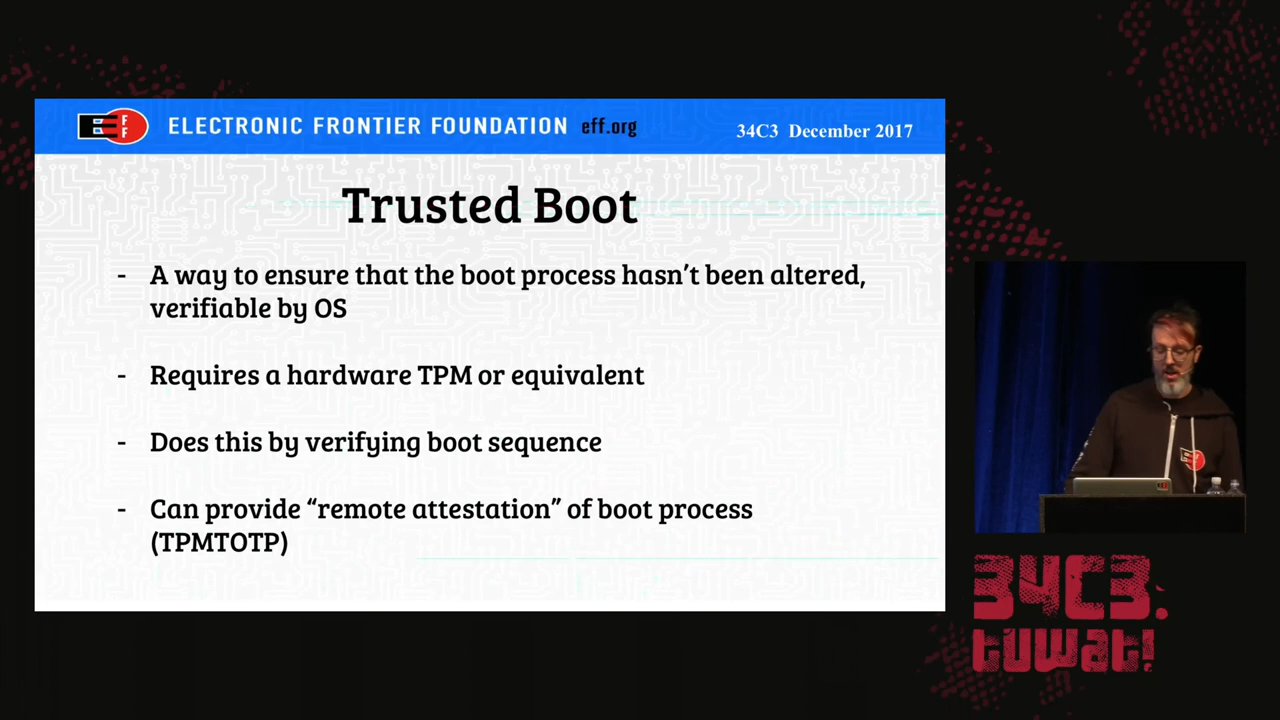 EFF
ELECTRONIC FRONTIER FOUNDATION eff.org
34C3 December 2017
Trusted Boot
- A way to ensure that the boot process hasn’t been altered,
verifiable by OS
- Requires a hardware TPM or equivalent
- Does this by verifying boot sequence
- Can provide “remote attestation” of boot process
(TPMTOTP)
34C3.
tuwat!